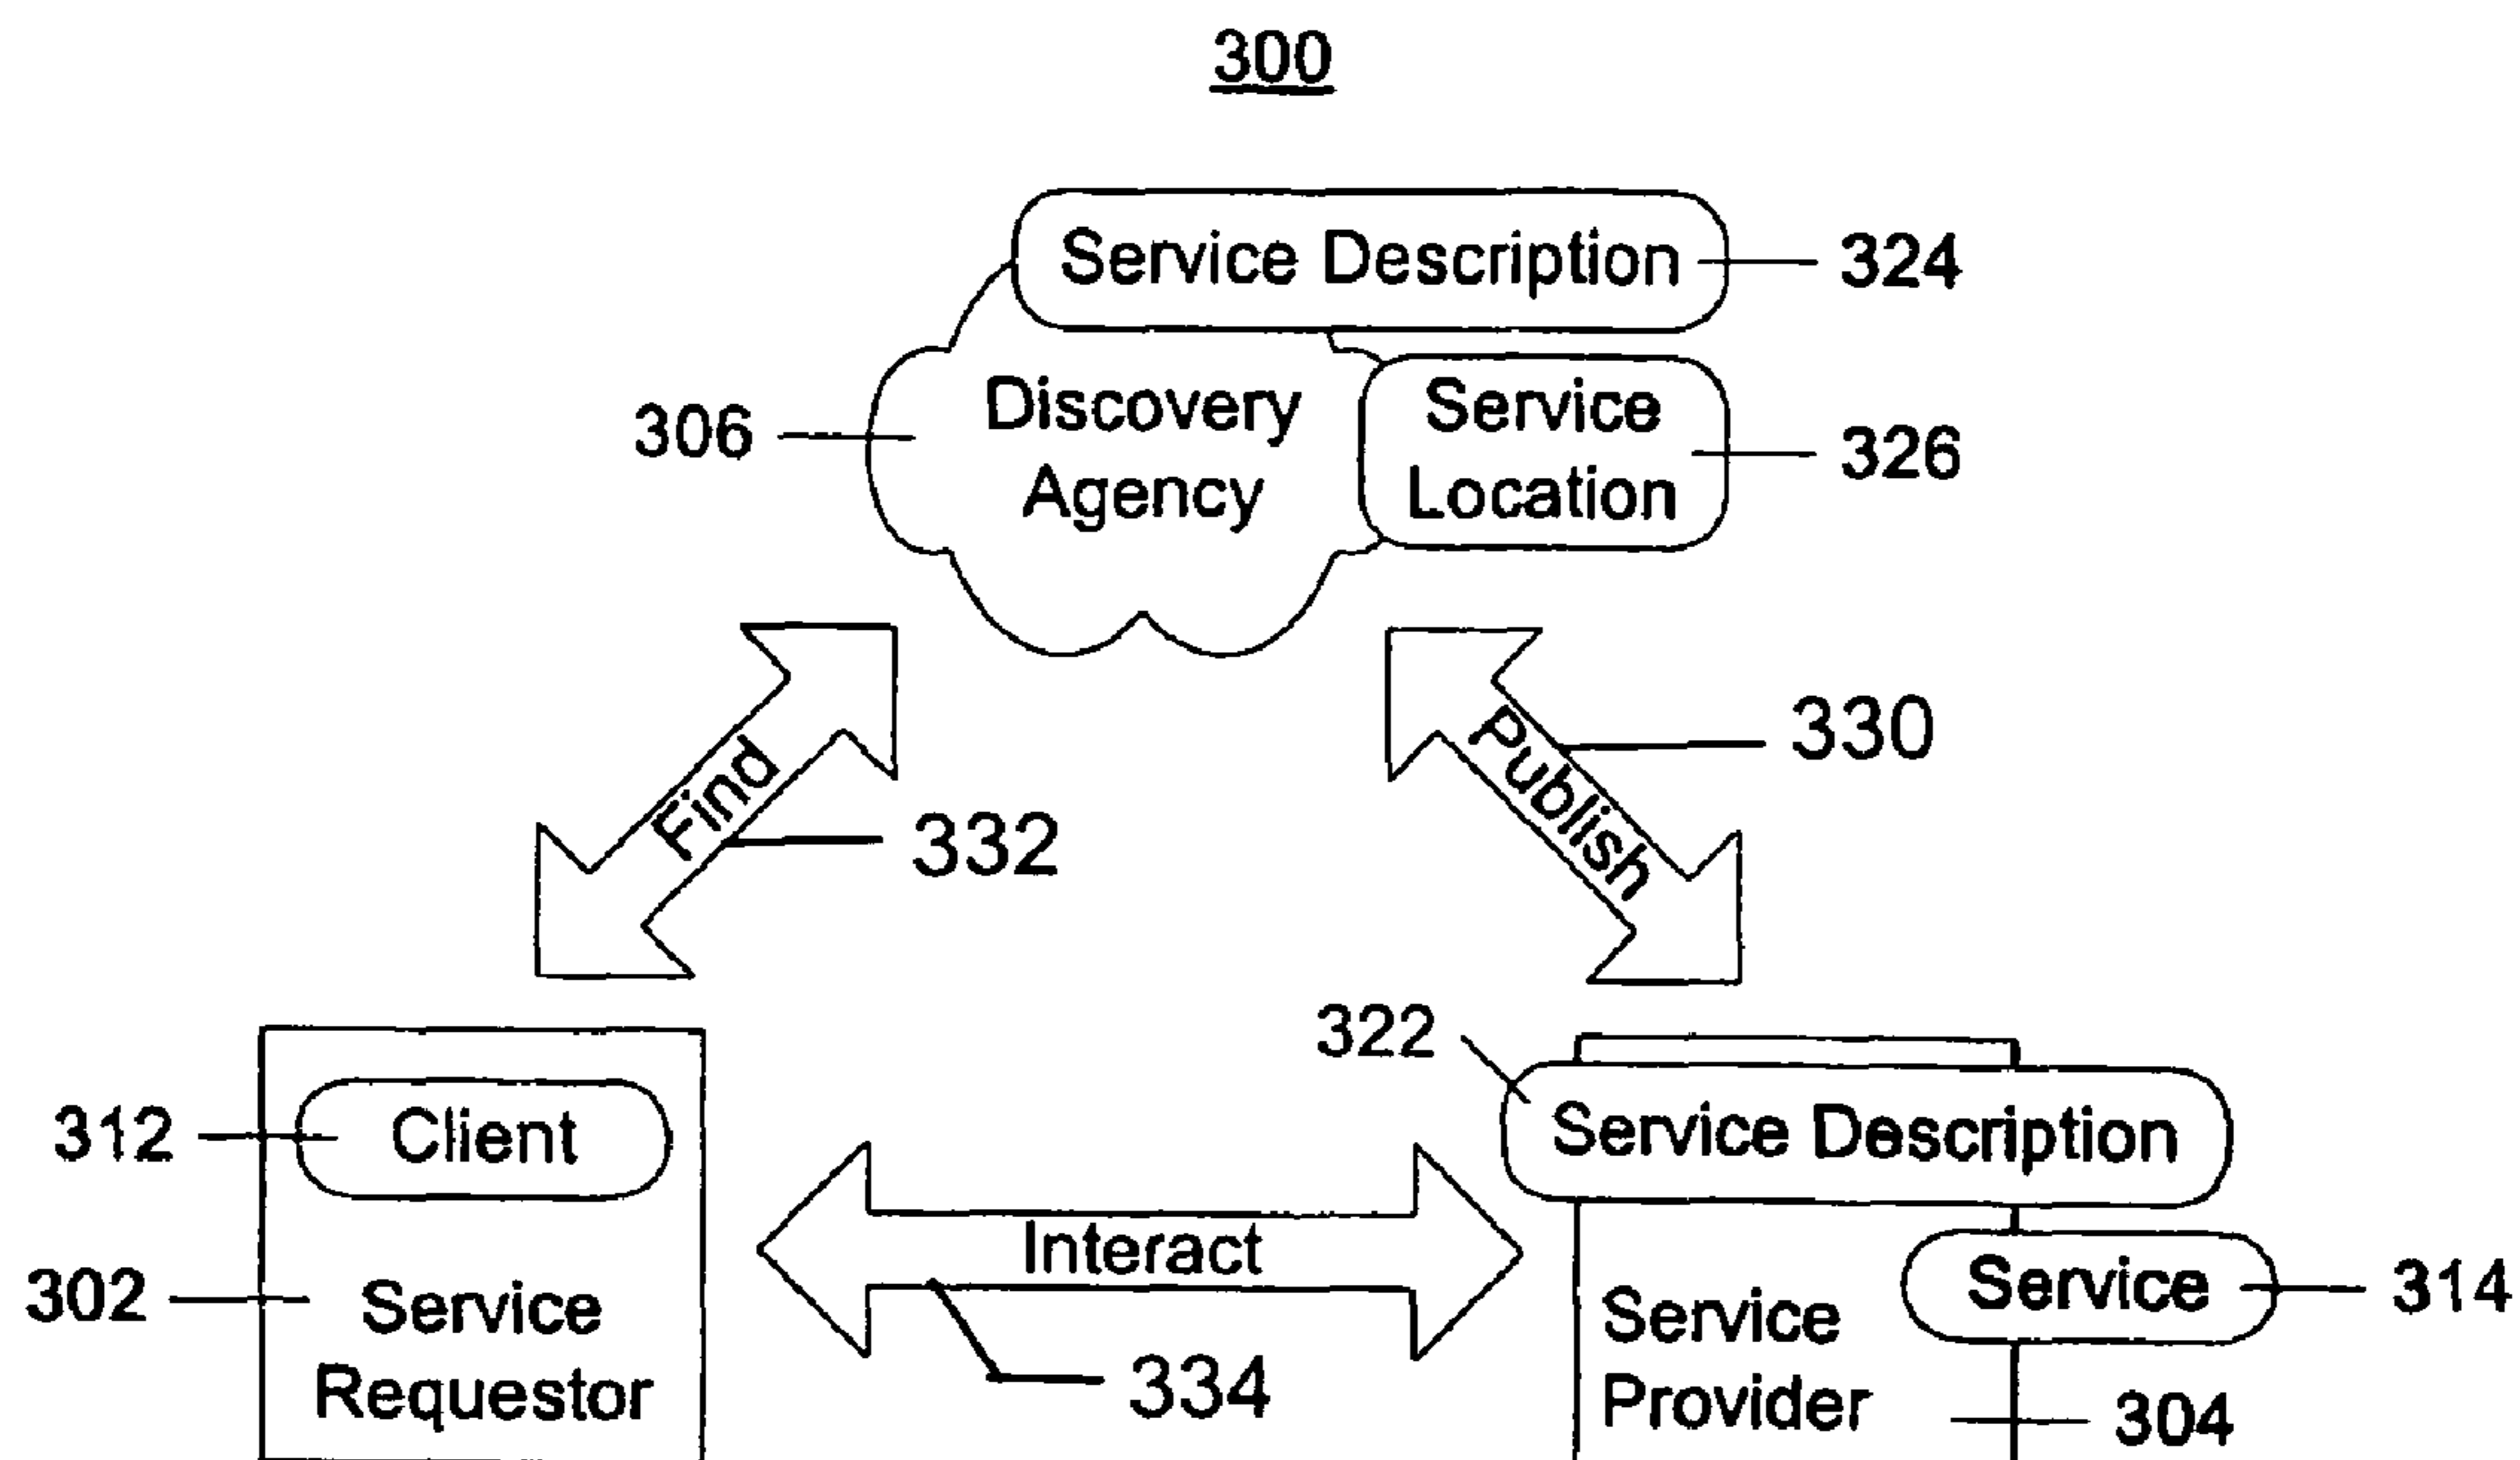 300
Service Description
324
Discovery
Agency
Service
Location
306
326
Find
332
Publish
330
322
Client
312
Service Description
Interact
334
Service
314
302
Service
Requestor
Service
Provider
304